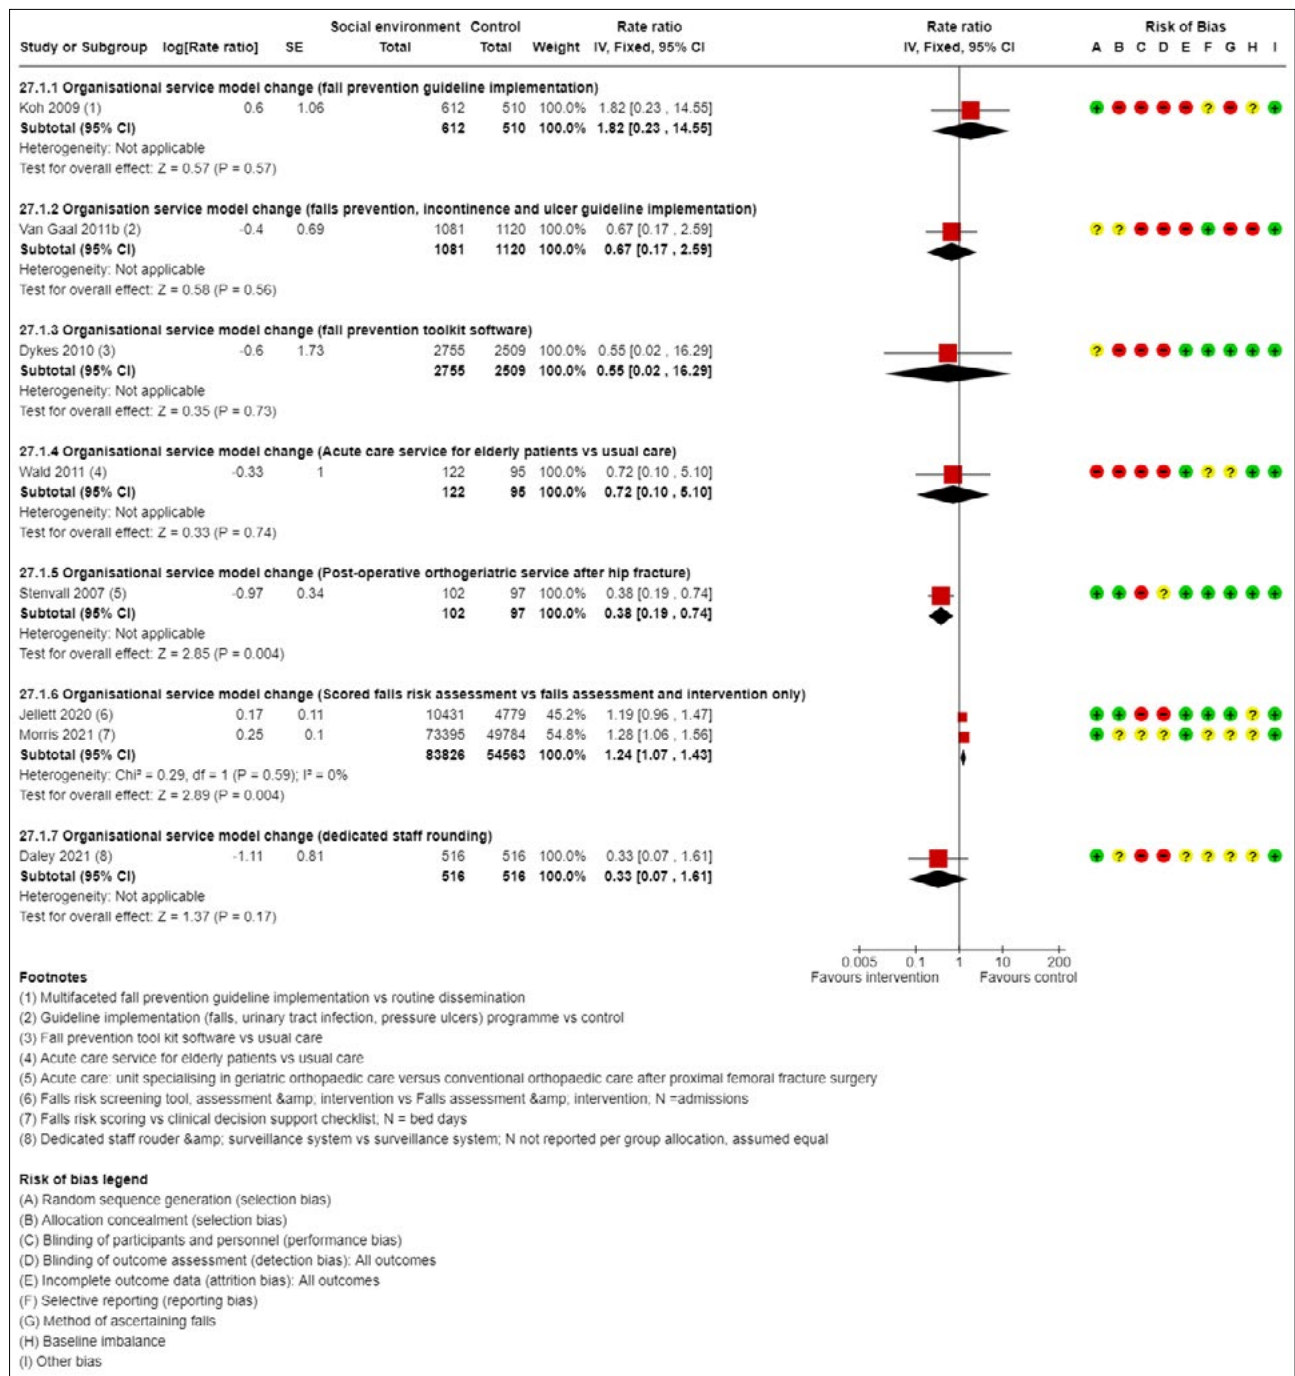 Social environment Control Rate ratio Rate ratio Risk of Bias
Study or Subgroup log[Rate ratio] SE Total Total Weight IV, Fixed, 95% CI IV, Fixed, 95% CI A B C D E F G H I
27.1.1 Organisational service model change (fall prevention guideline implementation)
Koh 2009 (1) 0.6 1.06 612 510 100.0% 1.82 [0.23 , 14.55] + − − − − ? − ? +
Subtotal (95% CI) 612 510 100.0% 1.82 [0.23 , 14.55]
Heterogeneity: Not applicable
Test for overall effect: Z = 0.57 (P = 0.57)
27.1.2 Organisation service model change (falls prevention, incontinence and ulcer guideline implementation)
Van Gaal 2011b (2) -0.4 0.69 1081 1120 100.0% 0.67 [0.17 , 2.59] ? ? − − − + − − +
Subtotal (95% CI) 1081 1120 100.0% 0.67 [0.17 , 2.59]
Heterogeneity: Not applicable
Test for overall effect: Z = 0.58 (P = 0.56)
27.1.3 Organisational service model change (fall prevention toolkit software)
Dykes 2010 (3) -0.6 1.73 2755 2509 100.0% 0.55 [0.02 , 16.29] ? − − − + + + + +
Subtotal (95% CI) 2755 2509 100.0% 0.55 [0.02 , 16.29]
Heterogeneity: Not applicable
Test for overall effect: Z = 0.35 (P = 0.73)
27.1.4 Organisational service model change (Acute care service for elderly patients vs usual care)
Wald 2011 (4) -0.33 1 122 95 100.0% 0.72 [0.10 , 5.10] − − − − + ? ? + +
Subtotal (95% CI) 122 95 100.0% 0.72 [0.10 , 5.10]
Heterogeneity: Not applicable
Test for overall effect: Z = 0.33 (P = 0.74)
27.1.5 Organisational service model change (Post-operative orthogeriatric service after hip fracture)
Stenvall 2007 (5) -0.97 0.34 102 97 100.0% 0.38 [0.19 , 0.74] + + − ? + + + + +
Subtotal (95% CI) 102 97 100.0% 0.38 [0.19 , 0.74]
Heterogeneity: Not applicable
Test for overall effect: Z = 2.85 (P = 0.004)
27.1.6 Organisational service model change (Scored falls risk assessment vs falls assessment and intervention only)
Jellett 2020 (6) 0.17 0.11 10431 4779 45.2% 1.19 [0.96 , 1.47] + + − − + + + ? +
Morris 2021 (7) 0.25 0.1 73395 49784 54.8% 1.28 [1.06 , 1.56] + ? ? ? + ? ? ? +
Subtotal (95% CI) 83826 54563 100.0% 1.24 [1.07 , 1.43]
Heterogeneity: Chi² = 0.29, df = 1 (P = 0.59); I² = 0%
Test for overall effect: Z = 2.89 (P = 0.004)
27.1.7 Organisational service model change (dedicated staff rounding)
Daley 2021 (8) -1.11 0.81 516 516 100.0% 0.33 [0.07 , 1.61] + ? − − ? ? ? ? +
Subtotal (95% CI) 516 516 100.0% 0.33 [0.07 , 1.61]
Heterogeneity: Not applicable
Test for overall effect: Z = 1.37 (P = 0.17)
0.005 0.1 1 10 200
Favours intervention Favours control
Footnotes
(1) Multifaceted fall prevention guideline implementation vs routine dissemination
(2) Guideline implementation (falls, urinary tract infection, pressure ulcers) programme vs control
(3) Fall prevention tool kit software vs usual care
(4) Acute care service for elderly patients vs usual care
(5) Acute care: unit specialising in geriatric orthopaedic care versus conventional orthopaedic care after proximal femoral fracture surgery
(6) Falls risk screening tool, assessment &amp; intervention vs Falls assessment &amp; intervention; N =admissions
(7) Falls risk scoring vs clinical decision support checklist; N = bed days
(8) Dedicated staff rouder &amp; surveillance system vs surveillance system; N not reported per group allocation, assumed equal
Risk of bias legend
(A) Random sequence generation (selection bias)
(B) Allocation concealment (selection bias)
(C) Blinding of participants and personnel (performance bias)
(D) Blinding of outcome assessment (detection bias): All outcomes
(E) Incomplete outcome data (attrition bias): All outcomes
(F) Selective reporting (reporting bias)
(G) Method of ascertaining falls
(H) Baseline imbalance
(I) Other bias